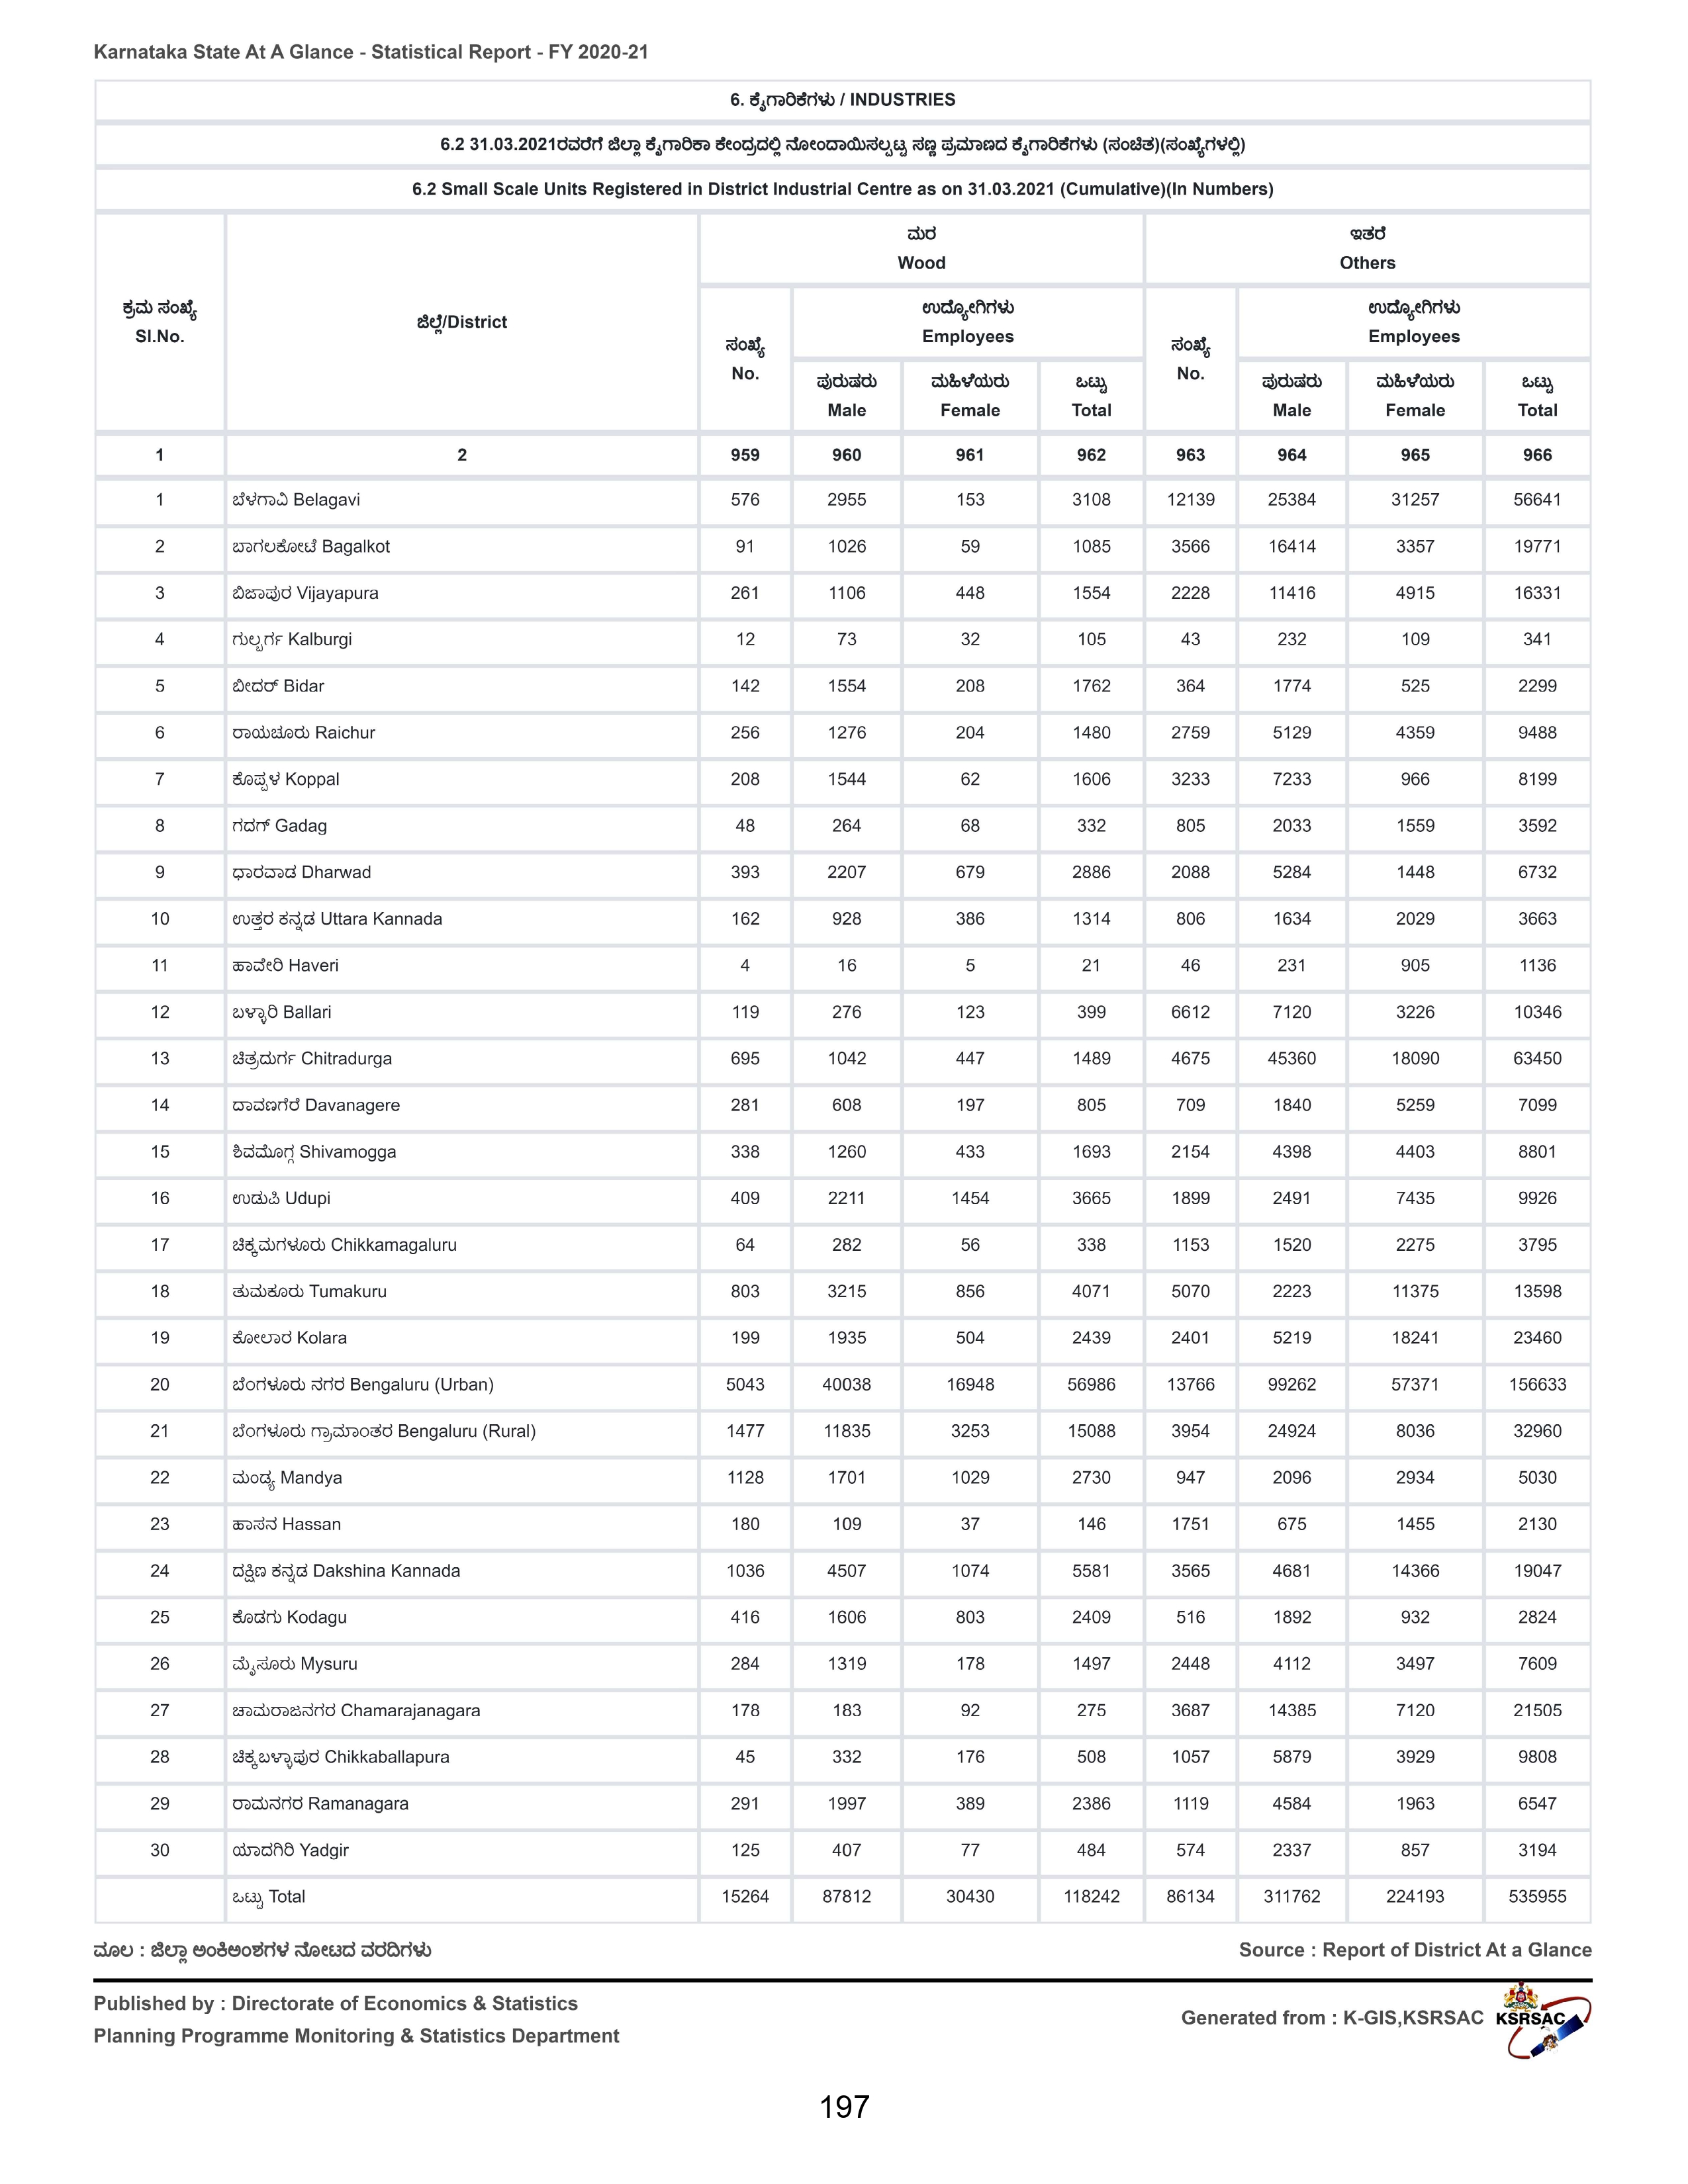 Karnataka State At A Glance - Statistical Report - FY 2020-21
6. ಕೈಗಾರಿಕೆಗಳು / INDUSTRIES
6.2 31.03.2021ರವರೆಗೆ ಜಿಲ್ಲಾ ಕೈಗಾರಿಕಾ ಕೇಂದ್ರದಲ್ಲಿ ನೋಂದಾಯಿಸಲ್ಪಟ್ಟ ಸಣ್ಣ ಪ್ರಮಾಣದ ಕೈಗಾರಿಕೆಗಳು (ಸಂಚಿತ)(ಸಂಖ್ಯೆಗಳಲ್ಲಿ)
6.2 Small Scale Units Registered in District Industrial Centre as on 31.03.2021 (Cumulative)(In Numbers)
ಕ್ರಮ ಸಂಖ್ಯೆ
Sl.No.
ಜಿಲ್ಲೆ/District
ಮರ
Wood
ಇತರೆ
Others
ಸಂಖ್ಯೆ
No.
ಉದ್ಯೋಗಿಗಳು
Employees
ಸಂಖ್ಯೆ
No.
ಉದ್ಯೋಗಿಗಳು
Employees
ಪುರುಷರು ಮಹಿಳೆಯರು ಒಟ್ಟು ಪುರುಷರು ಮಹಿಳೆಯರು ಒಟ್ಟು
Male Female Total Male Female Total
1 2 959 960 961 962 963 964 965 966
1 ಬೆಳಗಾವಿ Belagavi 576 2955 153 3108 12139 25384 31257 56641
2 ಬಾಗಲಕೋಟೆ Bagalkot 91 1026 59 1085 3566 16414 3357 19771
3 ಬಿಜಾಪುರ Vijayapura 261 1106 448 1554 2228 11416 4915 16331
4 ಗುಲ್ಬರ್ಗ Kalburgi 12 73 32 105 43 232 109 341
5 ಬೀದರ್ Bidar 142 1554 208 1762 364 1774 525 2299
6 ರಾಯಚೂರು Raichur 256 1276 204 1480 2759 5129 4359 9488
7 ಕೊಪ್ಪಳ Koppal 208 1544 62 1606 3233 7233 966 8199
8 ಗದಗ್ Gadag 48 264 68 332 805 2033 1559 3592
9 ಧಾರವಾಡ Dharwad 393 2207 679 2886 2088 5284 1448 6732
10 ಉತ್ತರ ಕನ್ನಡ Uttara Kannada 162 928 386 1314 806 1634 2029 3663
11 ಹಾವೇರಿ Haveri 4 16 5 21 46 231 905 1136
12 ಬಳ್ಳಾರಿ Ballari 119 276 123 399 6612 7120 3226 10346
13 ಚಿತ್ರದುರ್ಗ Chitradurga 695 1042 447 1489 4675 45360 18090 63450
14 ದಾವಣಗೆರೆ Davanagere 281 608 197 805 709 1840 5259 7099
15 ಶಿವಮೊಗ್ಗ Shivamogga 338 1260 433 1693 2154 4398 4403 8801
16 ಉಡುಪಿ Udupi 409 2211 1454 3665 1899 2491 7435 9926
17 ಚಿಕ್ಕಮಗಳೂರು Chikkamagaluru 64 282 56 338 1153 1520 2275 3795
18 ತುಮಕೂರು Tumakuru 803 3215 856 4071 5070 2223 11375 13598
19 ಕೋಲಾರ Kolara 199 1935 504 2439 2401 5219 18241 23460
20 ಬೆಂಗಳೂರು ನಗರ Bengaluru (Urban) 5043 40038 16948 56986 13766 99262 57371 156633
21 ಬೆಂಗಳೂರು ಗ್ರಾಮಾಂತರ Bengaluru (Rural) 1477 11835 3253 15088 3954 24924 8036 32960
22 ಮಂಡ್ಯ Mandya 1128 1701 1029 2730 947 2096 2934 5030
23 ಹಾಸನ Hassan 180 109 37 146 1751 675 1455 2130
24 ದಕ್ಷಿಣ ಕನ್ನಡ Dakshina Kannada 1036 4507 1074 5581 3565 4681 14366 19047
25 ಕೊಡಗು Kodagu 416 1606 803 2409 516 1892 932 2824
26 ಮೈಸೂರು Mysuru 284 1319 178 1497 2448 4112 3497 7609
27 ಚಾಮರಾಜನಗರ Chamarajanagara 178 183 92 275 3687 14385 7120 21505
28 ಚಿಕ್ಕಬಳ್ಳಾಪುರ Chikkaballapura 45 332 176 508 1057 5879 3929 9808
29 ರಾಮನಗರ Ramanagara 291 1997 389 2386 1119 4584 1963 6547
30 ಯಾದಗಿರಿ Yadgir 125 407 77 484 574 2337 857 3194
ಒಟ್ಟು Total 15264 87812 30430 118242 86134 311762 224193 535955
ಮೂಲ : ಜಿಲ್ಲಾ ಅಂಕಿಅಂಶಗಳ ನೋಟದ ವರದಿಗಳು Source : Report of District At a Glance
Published by : Directorate of Economics & Statistics
Planning Programme Monitoring & Statistics Department
Generated from : K-GIS,KSRSAC KSRSAC
197